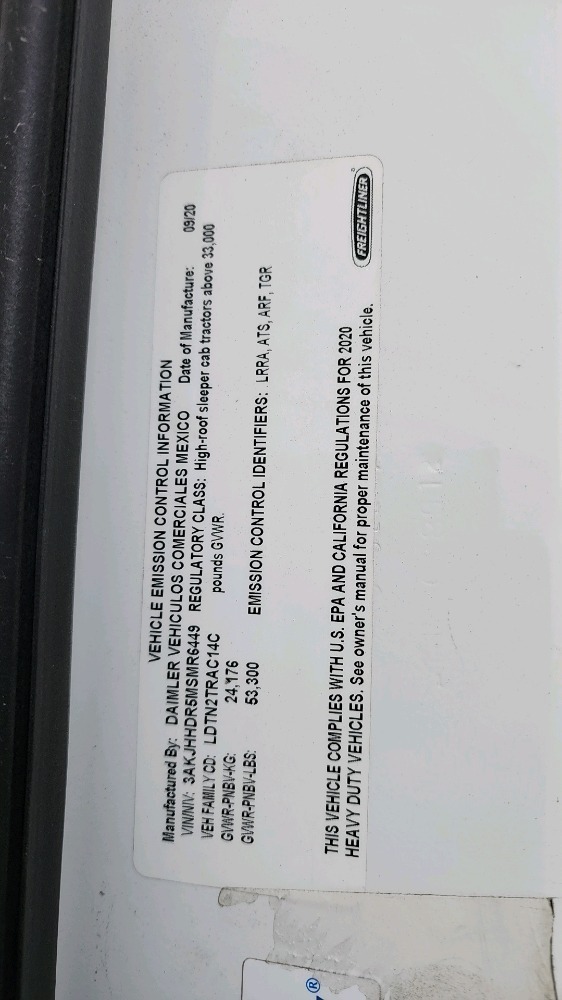 VEHICLE EMISSION CONTROL INFORMATION
Manufactured By: DAIMLER VEHICULOS COMERCIALES MEXICO Date of Manufacture: 09/20
VIN/NIV: 3AKJHHDR5MSMR6449 REGULATORY CLASS: High-roof sleeper cab tractors above 33,000
VEH FAMILY CD: LDTN2TRAC14C pounds GVWR.
GVWR-PNBV-KG: 24,176
GVWR-PNBV-LBS: 53,300 EMISSION CONTROL IDENTIFIERS: LRRA, ATS, ARF, TGR
THIS VEHICLE COMPLIES WITH U.S. EPA AND CALIFORNIA REGULATIONS FOR 2020
HEAVY DUTY VEHICLES. See owner's manual for proper maintenance of this vehicle.
FREIGHTLINER
®